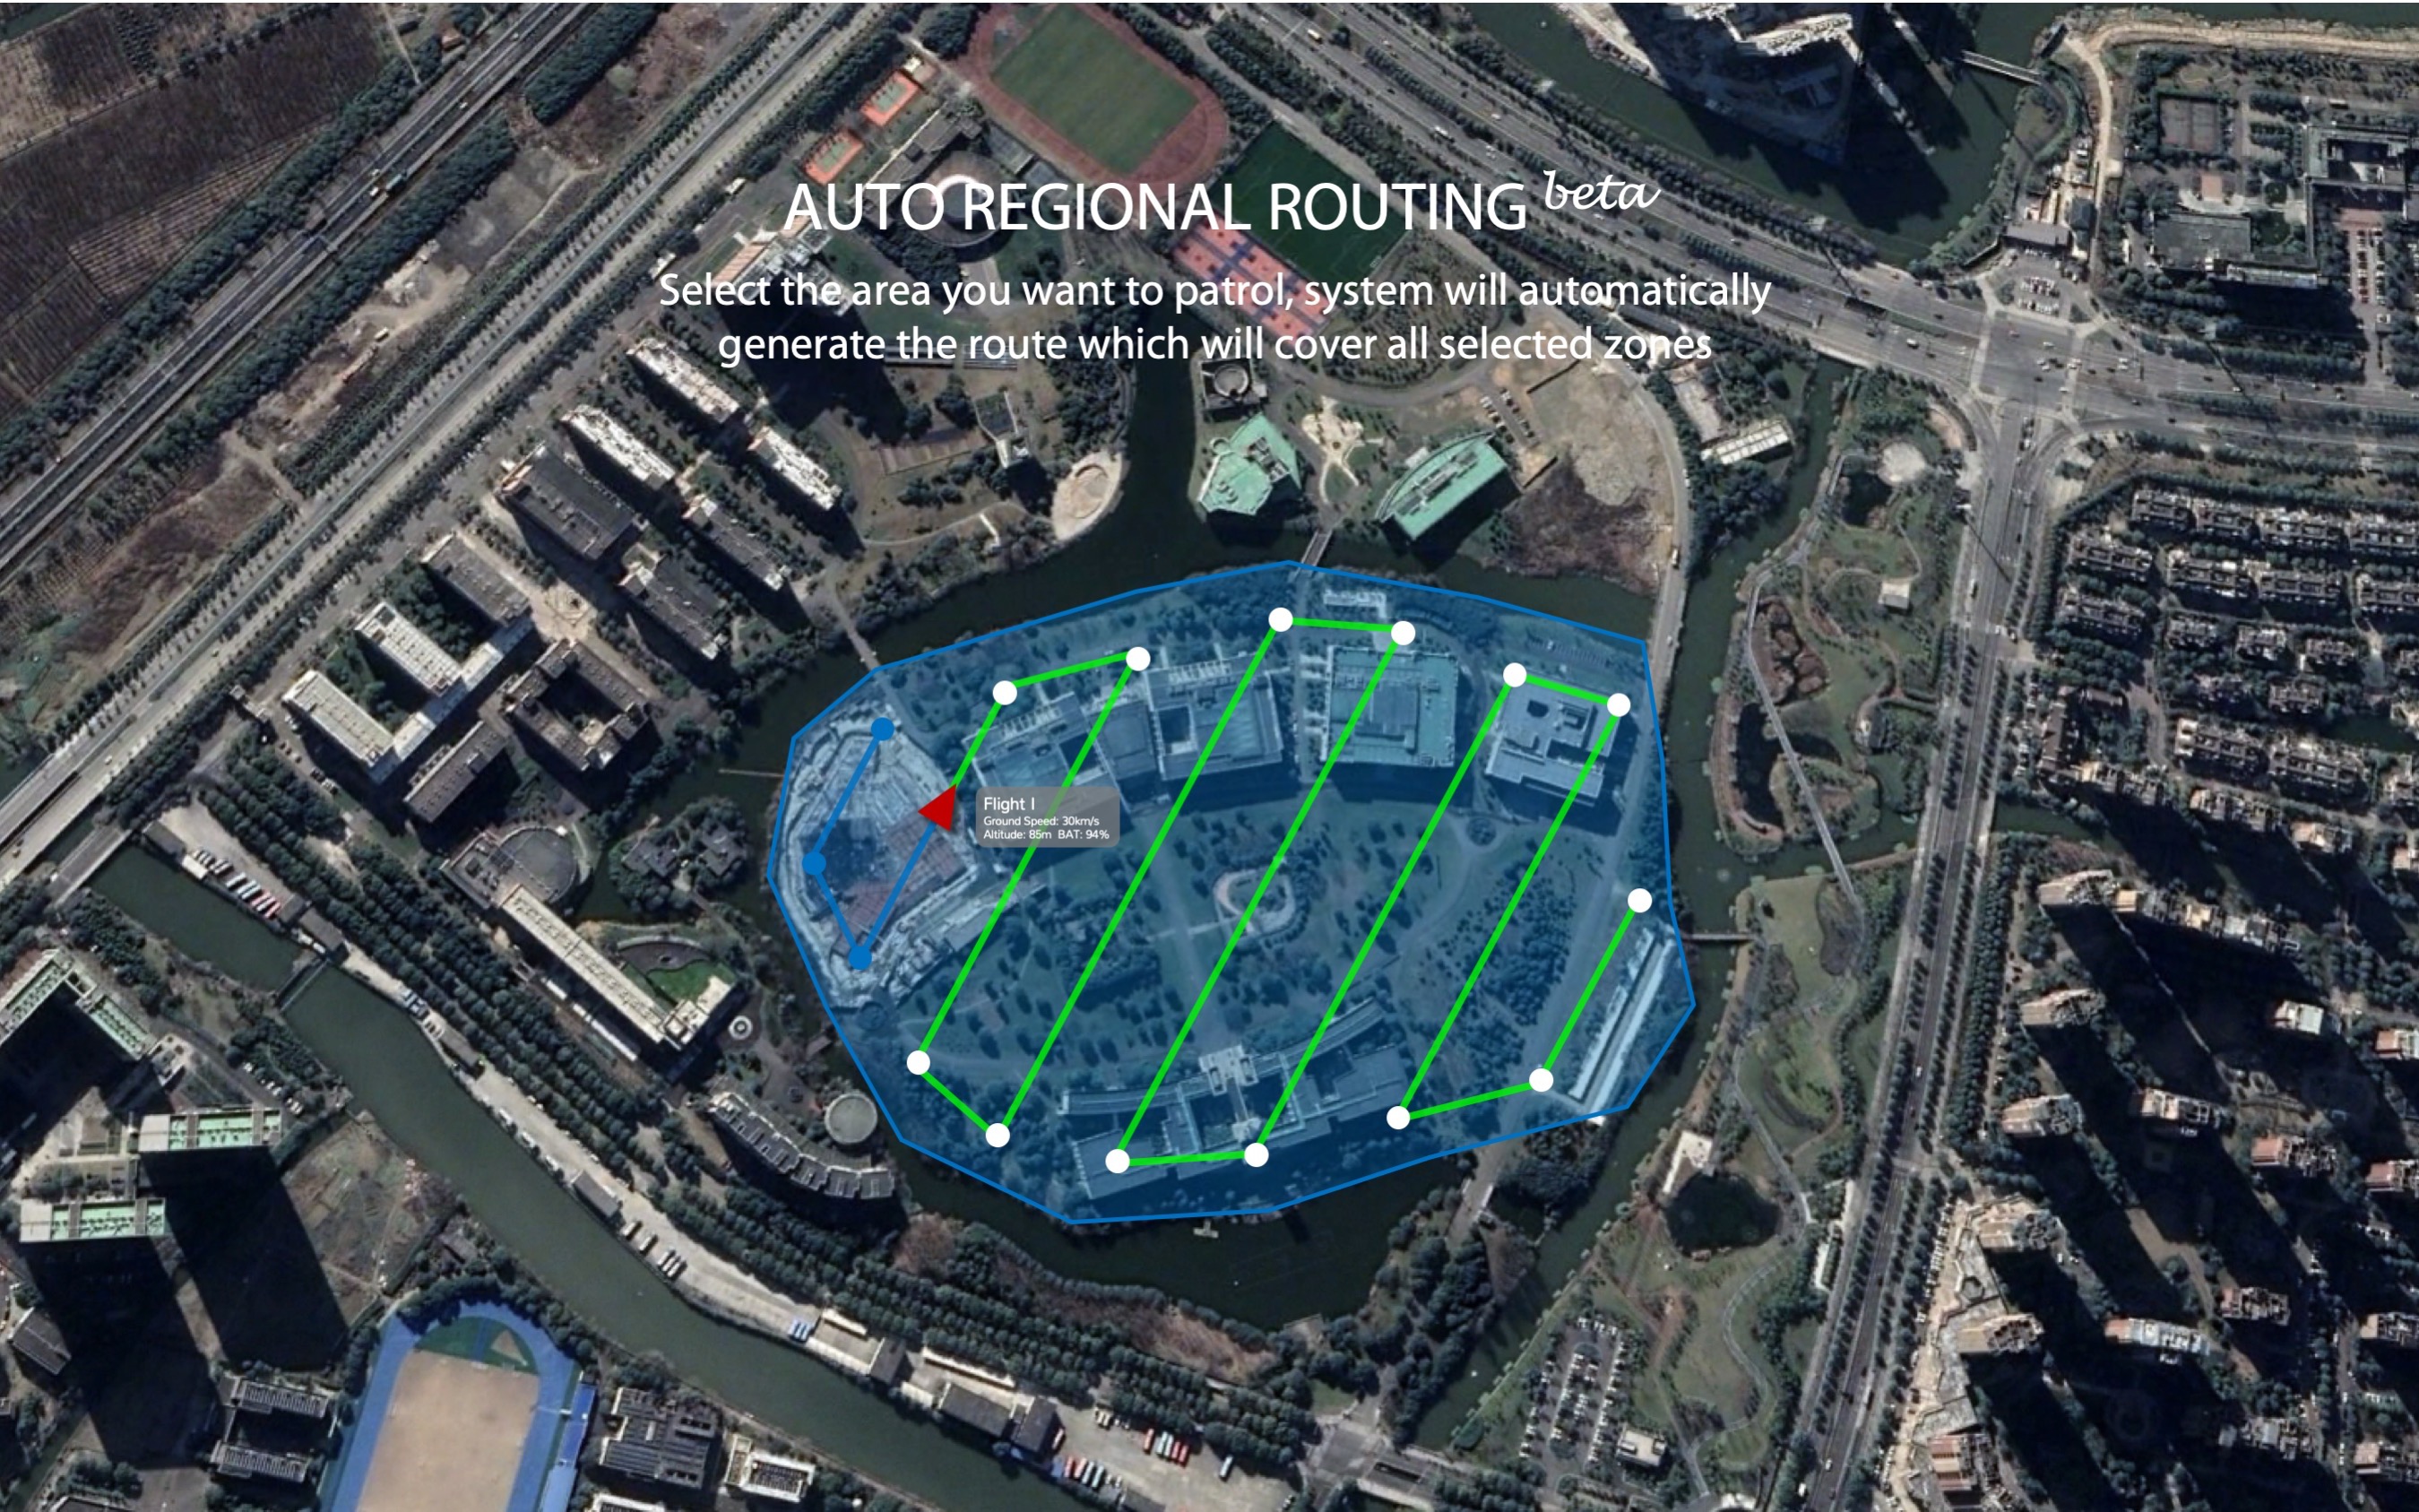 AUTO REGIONAL ROUTING beta
Select the area you want to patrol, system will automatically
generate the route which will cover all selected zones
Flight I
Ground Speed: 30km/s
Altitude: 85m BAT: 94%